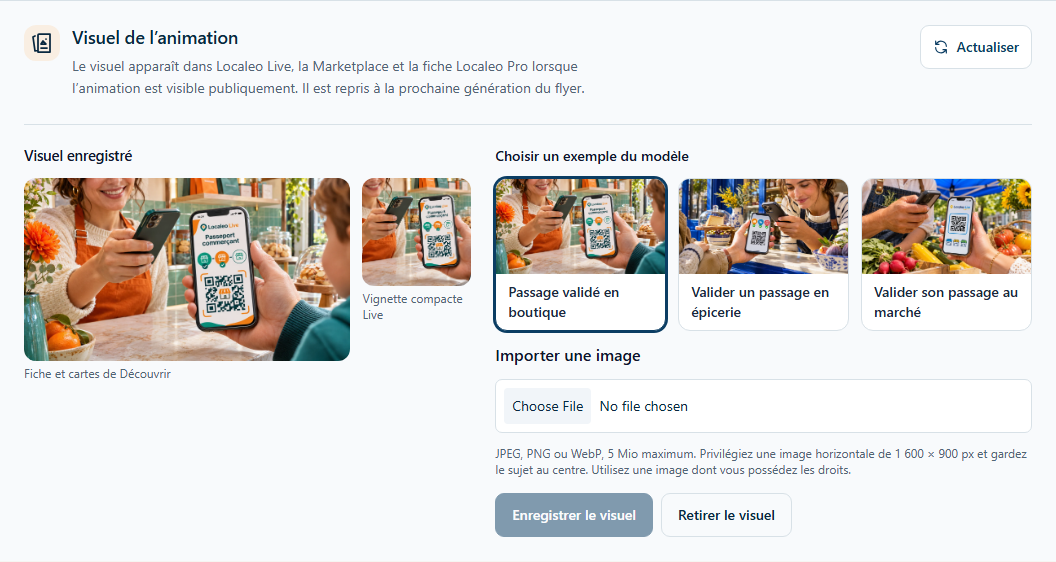 Visuel de l’animation
Le visuel apparaît dans Localeo Live, la Marketplace et la fiche Localeo Pro lorsque
l’animation est visible publiquement. Il est repris à la prochaine génération du flyer.
Actualiser
Visuel enregistré
Localeo Live
Passeport
commerçant
Fiche et cartes de Découvrir
Vignette compacte
Live
Choisir un exemple du modèle
Passage validé en
boutique
Valider un passage en
épicerie
Valider son passage au
marché
Importer une image
Choose File
No file chosen
JPEG, PNG ou WebP, 5 Mio maximum. Privilégiez une image horizontale de 1 600 × 900 px et gardez
le sujet au centre. Utilisez une image dont vous possédez les droits.
Enregistrer le visuel
Retirer le visuel